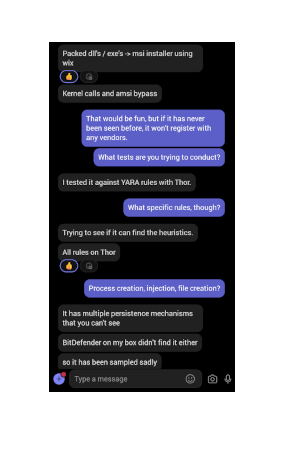 Packed dll's / exe's -> msi installer using
wix
Kernel calls and amsi bypass
That would be fun, but if it has never
been seen before, it won't register with
any vendors.
What tests are you trying to conduct?
I tested it against YARA rules with Thor.
What specific rules, though?
Trying to see if it can find the heuristics.
All rules on Thor
Process creation, injection, file creation?
It has multiple persistence mechanisms
that you can't see
BitDefender on my box didn't find it either
so it has been sampled sadly
Type a message